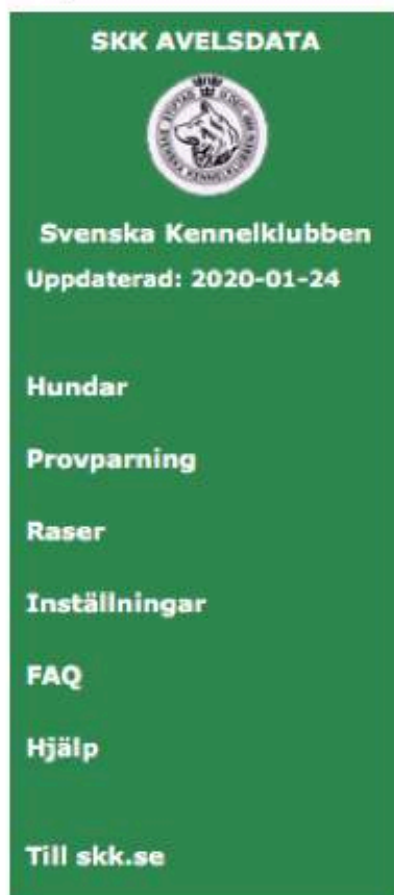 SKK AVELSDATA
Svenska Kennelklubben
Uppdaterad: 2020-01-24
Hundar
Provparning
Raser
Inställningar
FAQ
Hjälp
Till skk.se